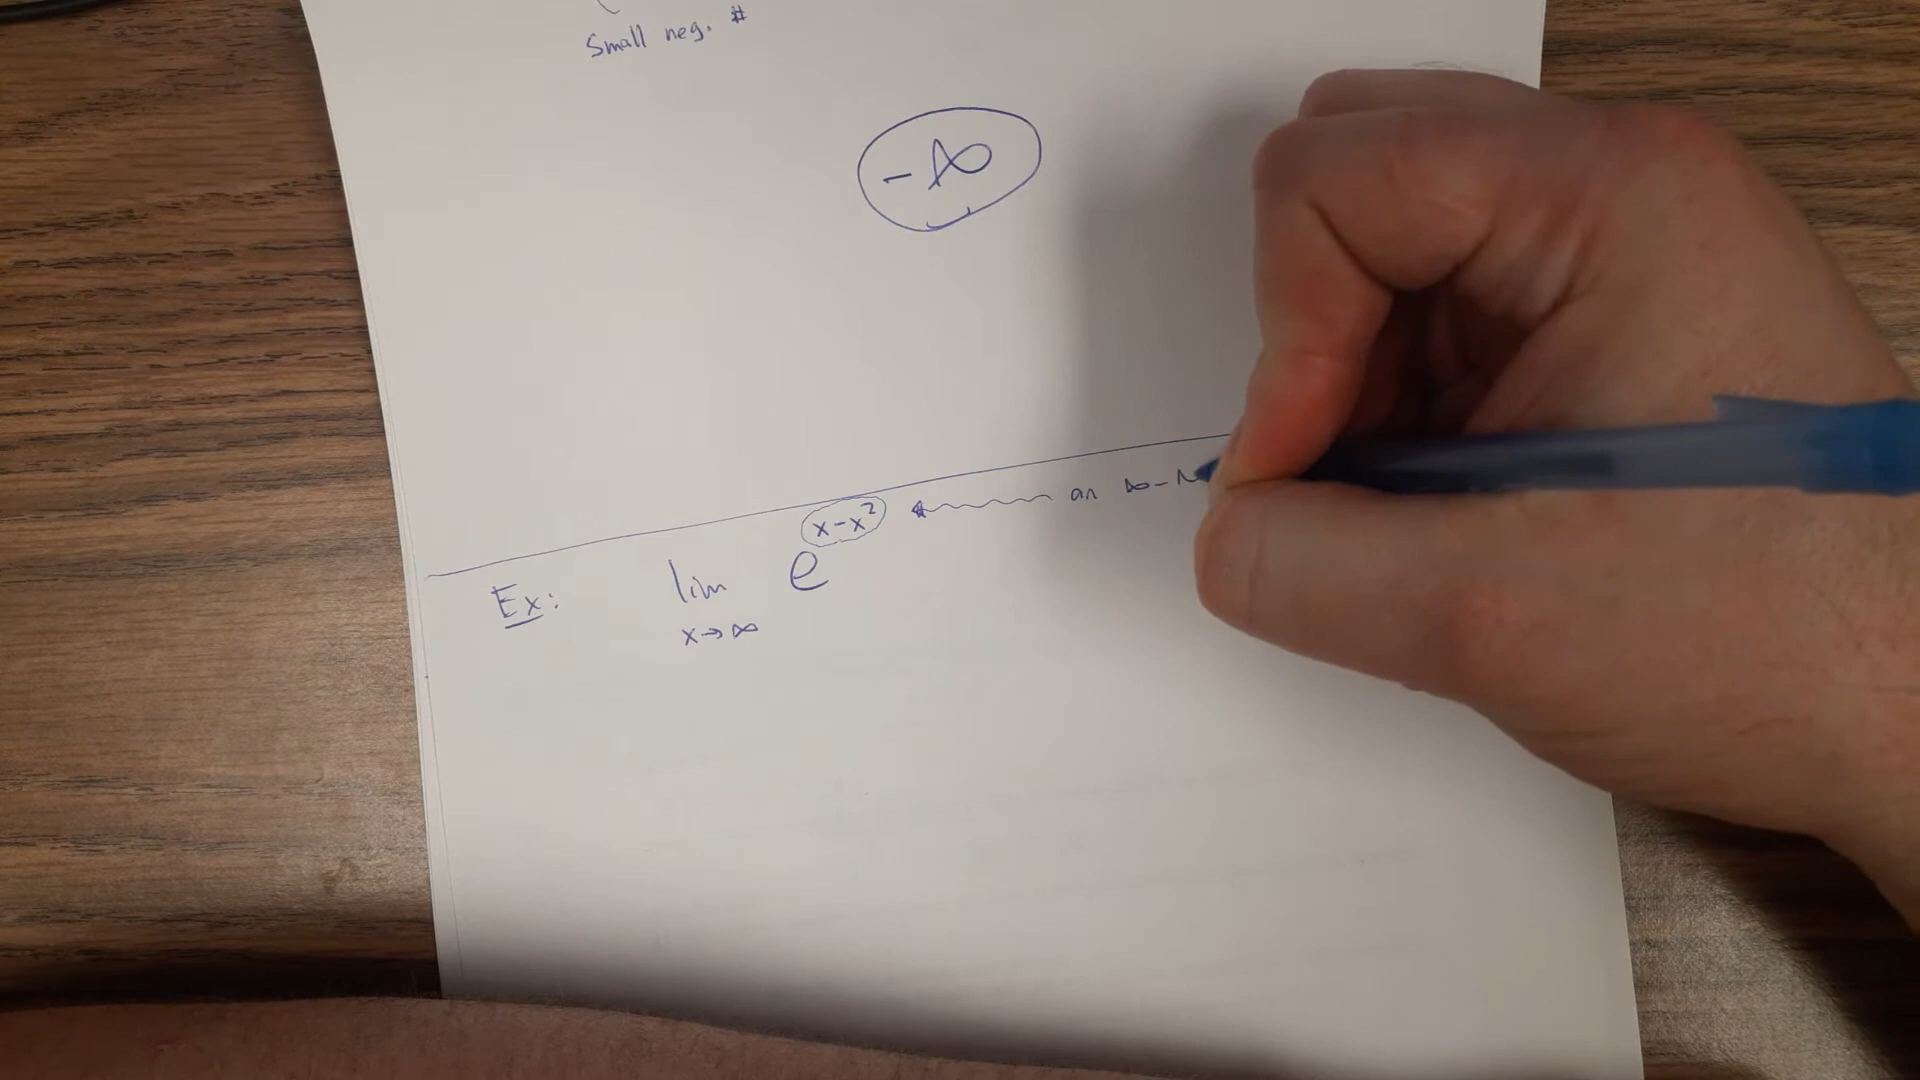 Small neg. #
-∞
Ex: lim e^{x-x²} an ∞-
x→∞